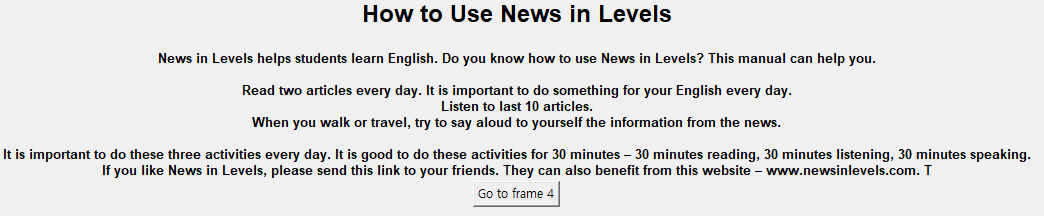 How to Use News in Levels
News in Levels helps students learn English. Do you know how to use News in Levels? This manual can help you.
Read two articles every day. It is important to do something for your English every day.
Listen to last 10 articles.
When you walk or travel, try to say aloud to yourself the information from the news.
It is important to do these three activities every day. It is good to do these activities for 30 minutes – 30 minutes reading, 30 minutes listening, 30 minutes speaking.
If you like News in Levels, please send this link to your friends. They can also benefit from this website – www.newsinlevels.com. T
Go to frame 4